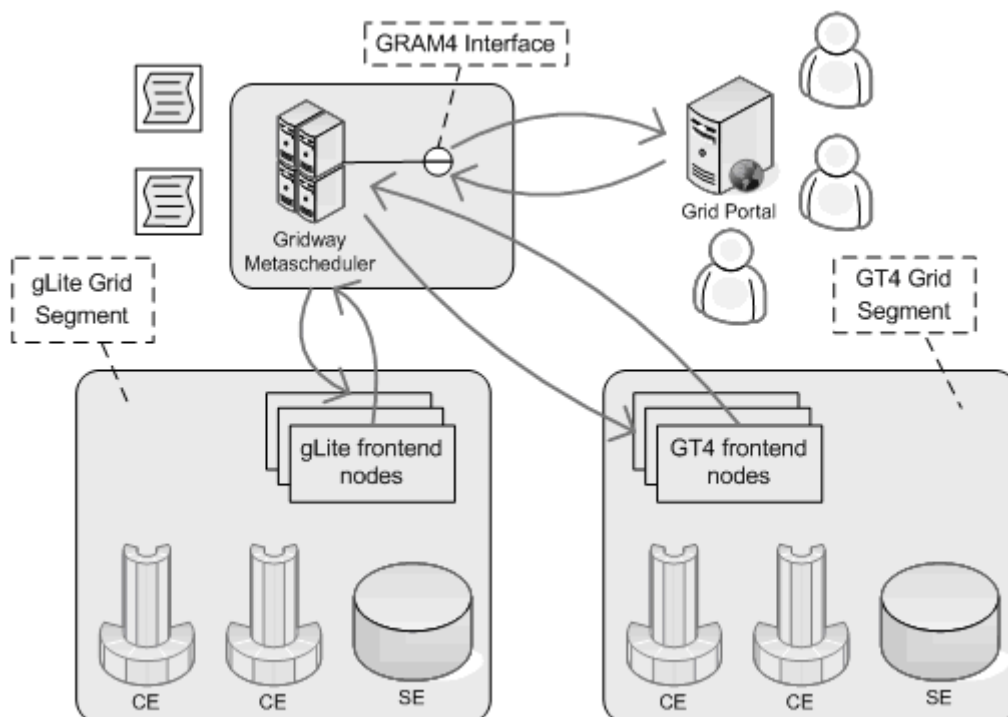 GRAM4 Interface
Grid Portal
Gridway
Metascheduler
gLite Grid
Segment
GT4 Grid
Segment
gLite frontend
nodes
GT4 frontend
nodes
CE
CE
SE
CE
CE
SE